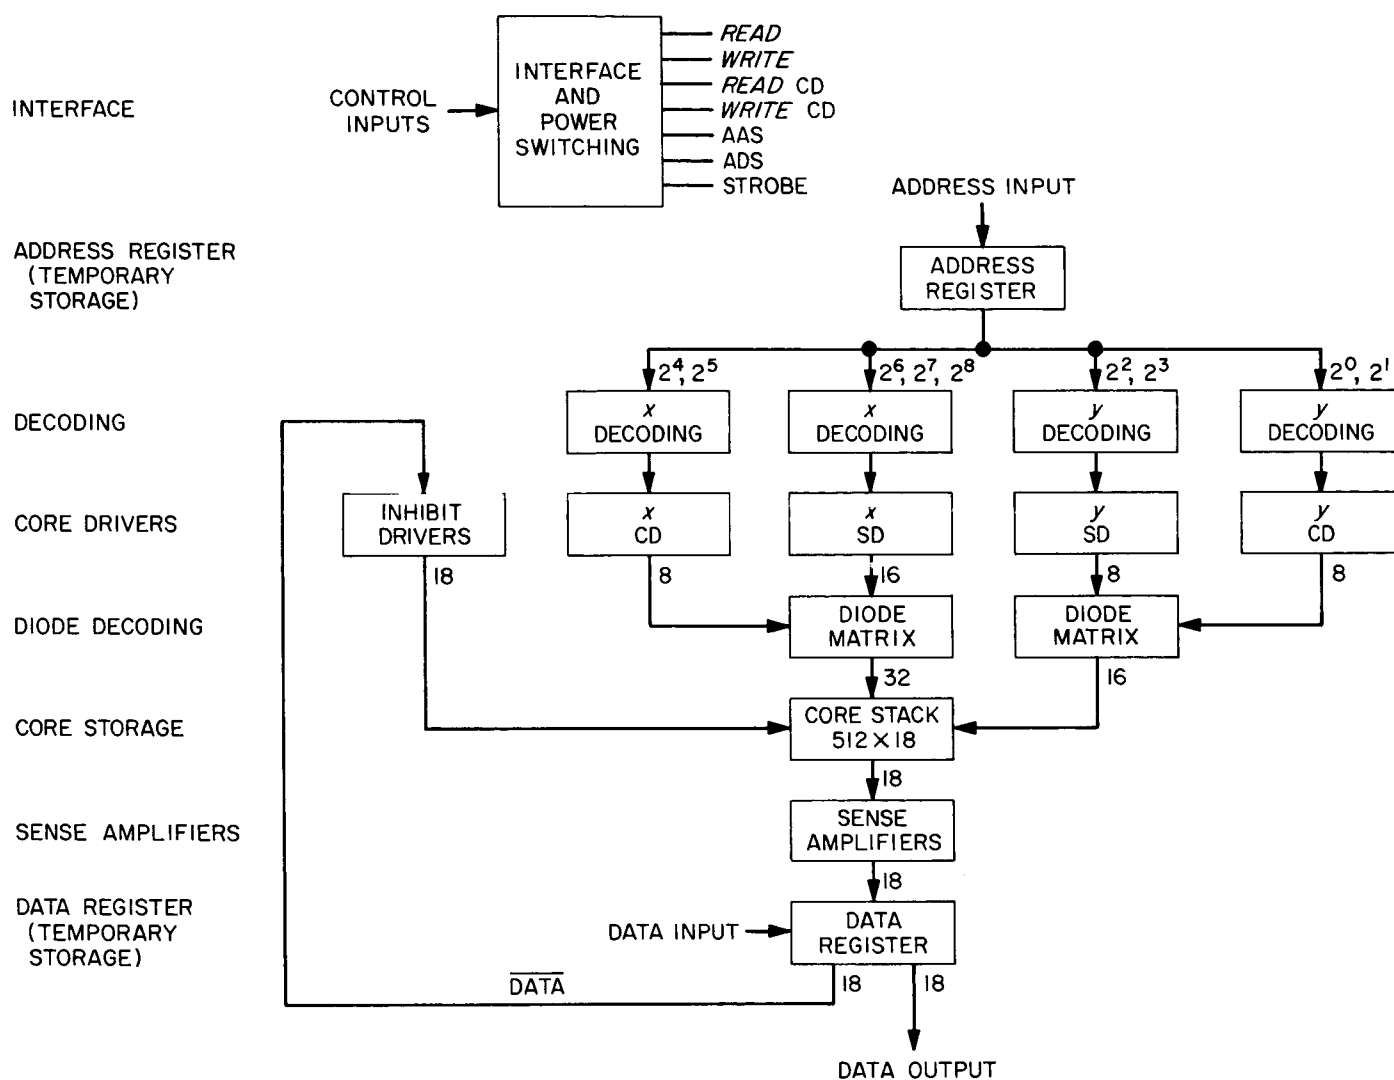 INTERFACE
CONTROL
INPUTS
INTERFACE
AND
POWER
SWITCHING
READ
WRITE
READ CD
WRITE CD
AAS
ADS
STROBE
ADDRESS INPUT
ADDRESS REGISTER
(TEMPORARY
STORAGE)
ADDRESS
REGISTER
2⁴, 2⁵
2⁶, 2⁷, 2⁸
2², 2³
2⁰, 2¹
DECODING
x
DECODING
x
DECODING
y
DECODING
y
DECODING
CORE DRIVERS
INHIBIT
DRIVERS
x
CD
x
SD
y
SD
y
CD
18
8
16
8
8
DIODE DECODING
DIODE
MATRIX
DIODE
MATRIX
32
16
CORE STORAGE
CORE STACK
512×18
18
SENSE AMPLIFIERS
SENSE
AMPLIFIERS
18
DATA REGISTER
(TEMPORARY
STORAGE)
DATA INPUT
DATA
REGISTER
DATA
18
18
DATA OUTPUT